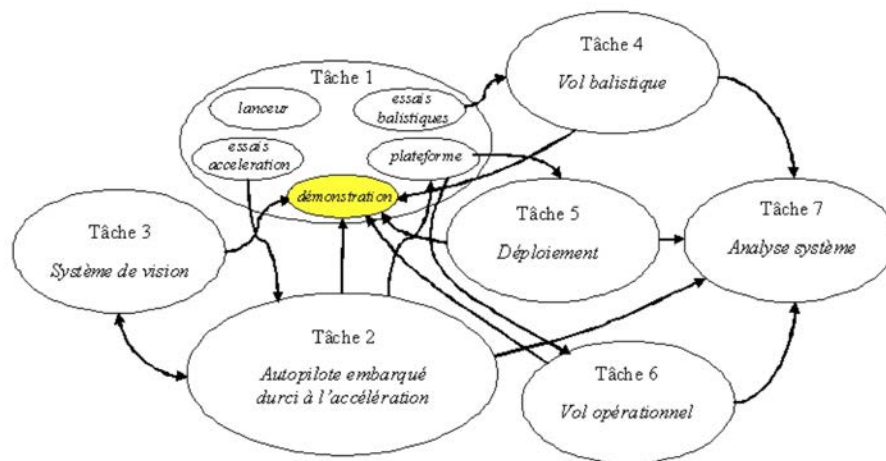 Tâche 1
lanceur
essais
balistiques
essais
acceleration
plateforme
démonstration
Tâche 4
Vol balistique
Tâche 3
Système de vision
Tâche 5
Déploiement
Tâche 7
Analyse système
Tâche 2
Autopilote embarqué
durci à l'accélération
Tâche 6
Vol opérationnel